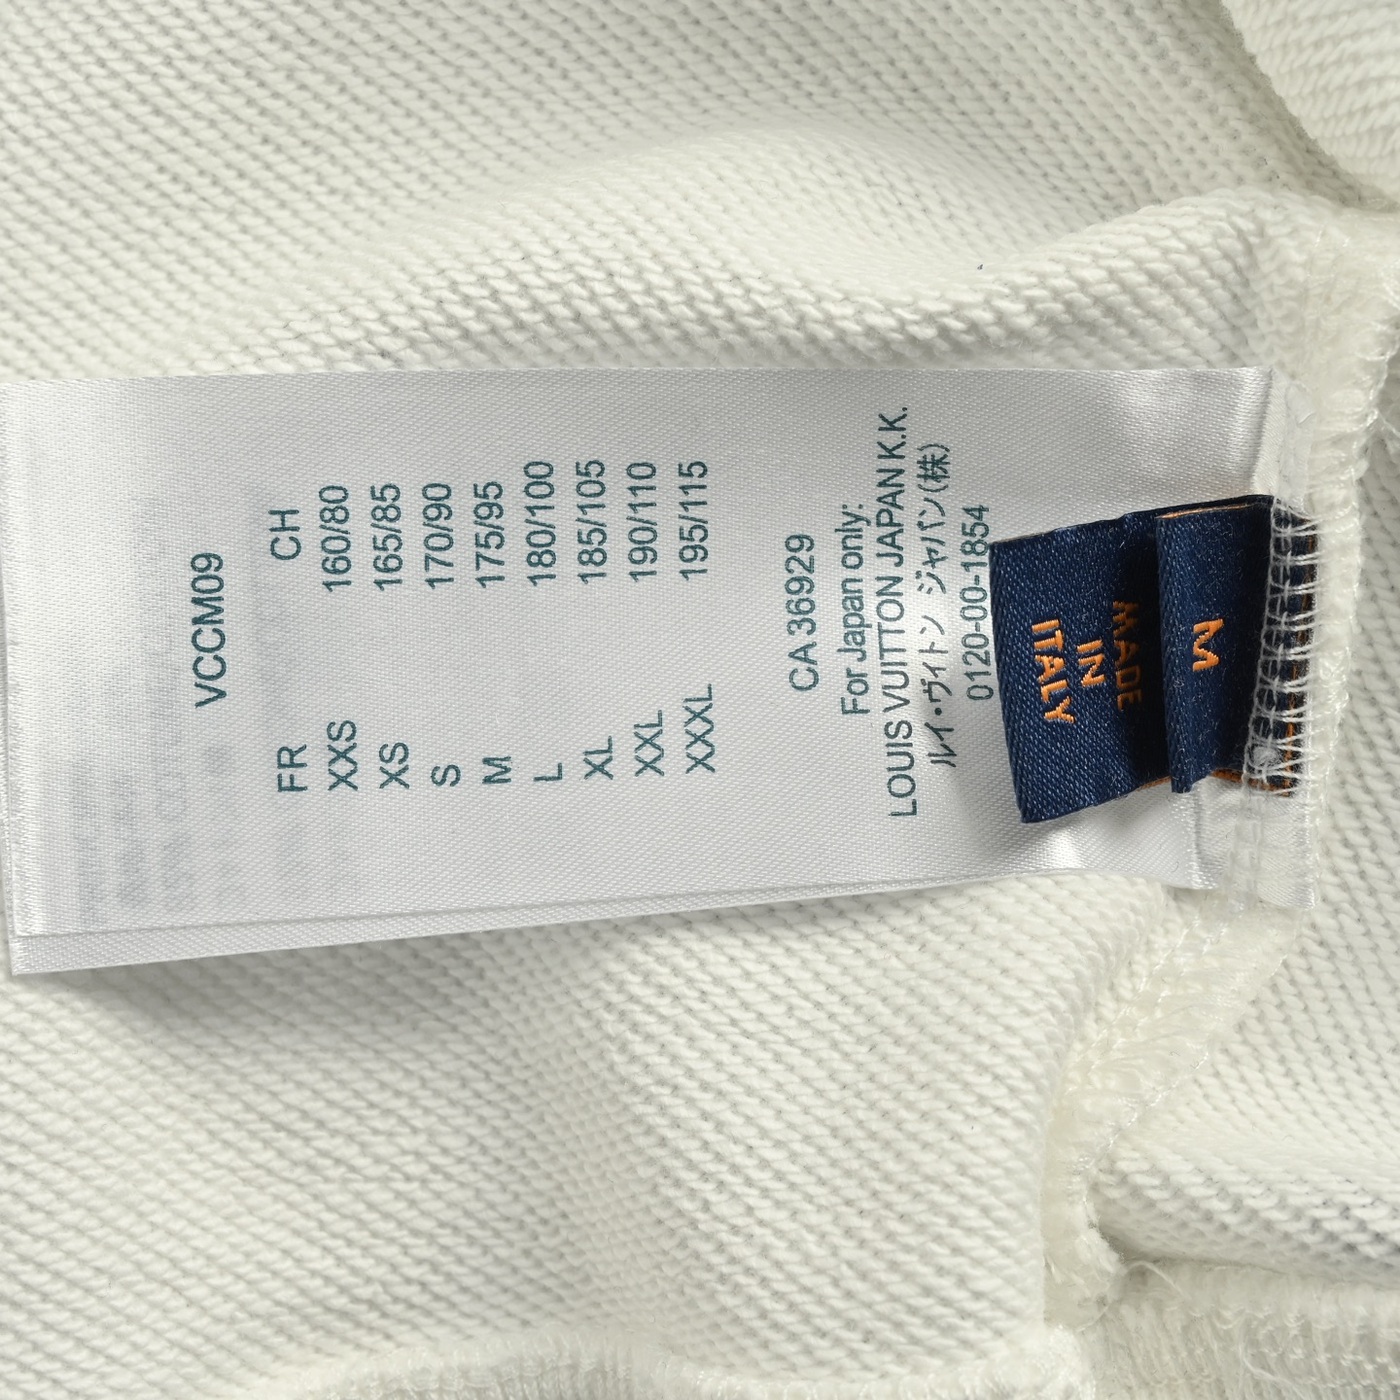 VCCM09
FR CH
XXS 160/80
XS 165/85
S 170/90
M 175/95
L 180/100
XL 185/105
XXL 190/110
XXXL 195/115
CA 36929
For Japan only:
LOUIS VUITTON JAPAN K.K.
ルイ・ヴィトン ジャパン(株)
0120-00-1854
M
MADE
IN
ITALY